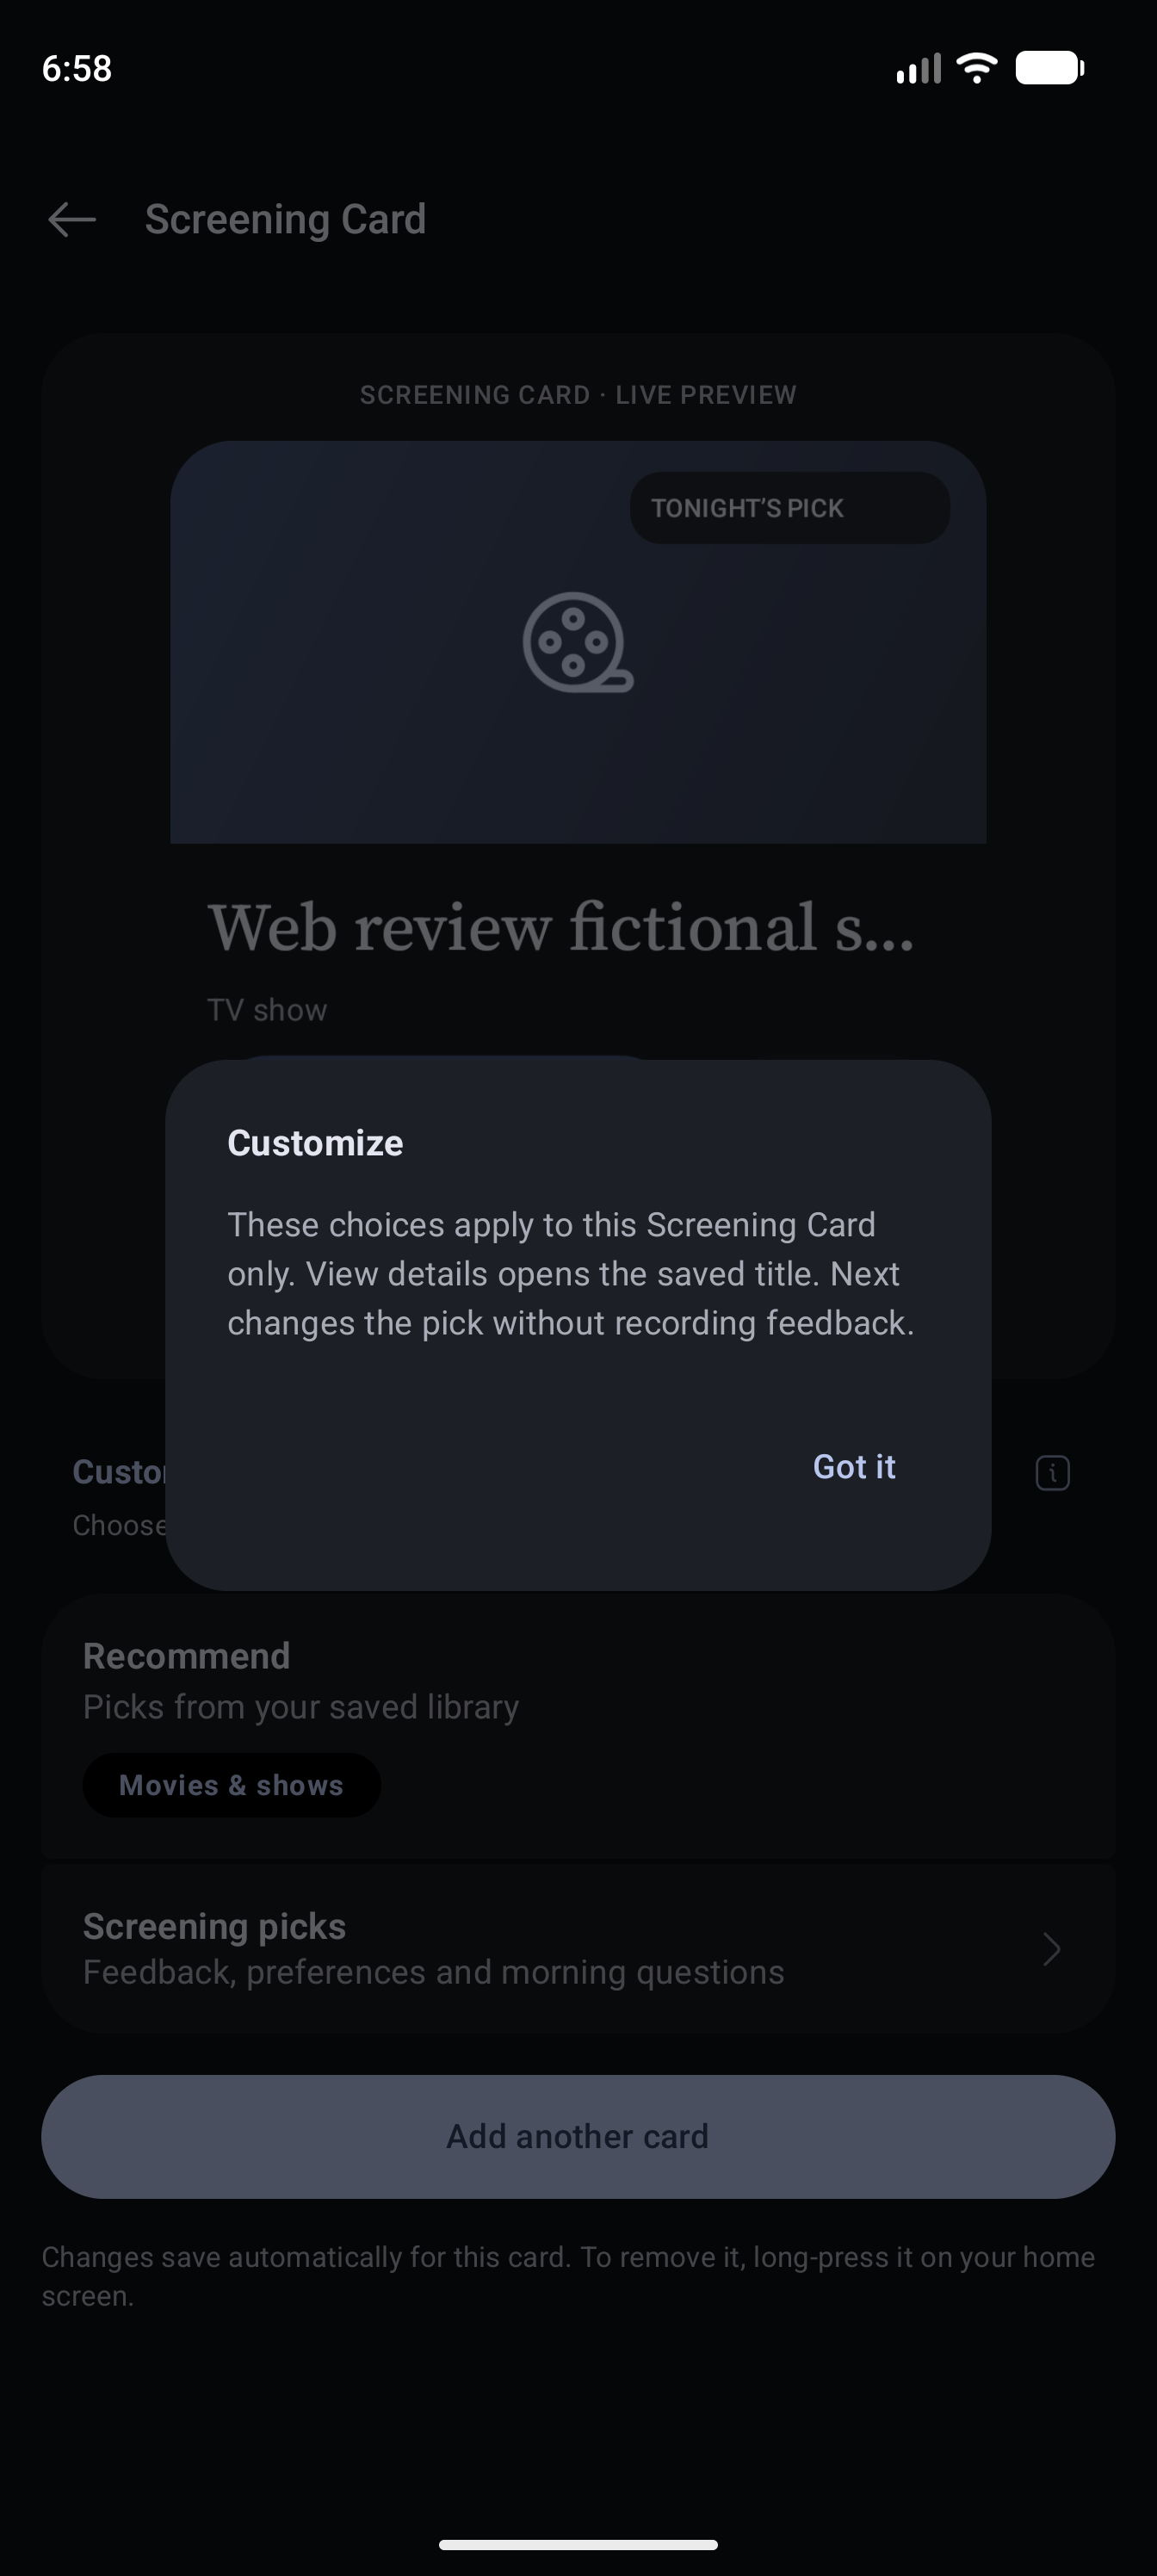 6:58
Screening Card
SCREENING CARD · LIVE PREVIEW
TONIGHT’S PICK
Web review fictional s...
TV show
Customize
These choices apply to this Screening Card
only. View details opens the saved title. Next
changes the pick without recording feedback.
Got it
Choose
Recommend
Picks from your saved library
Movies & shows
Screening picks
Feedback, preferences and morning questions
Add another card
Changes save automatically for this card. To remove it, long-press it on your home
screen.